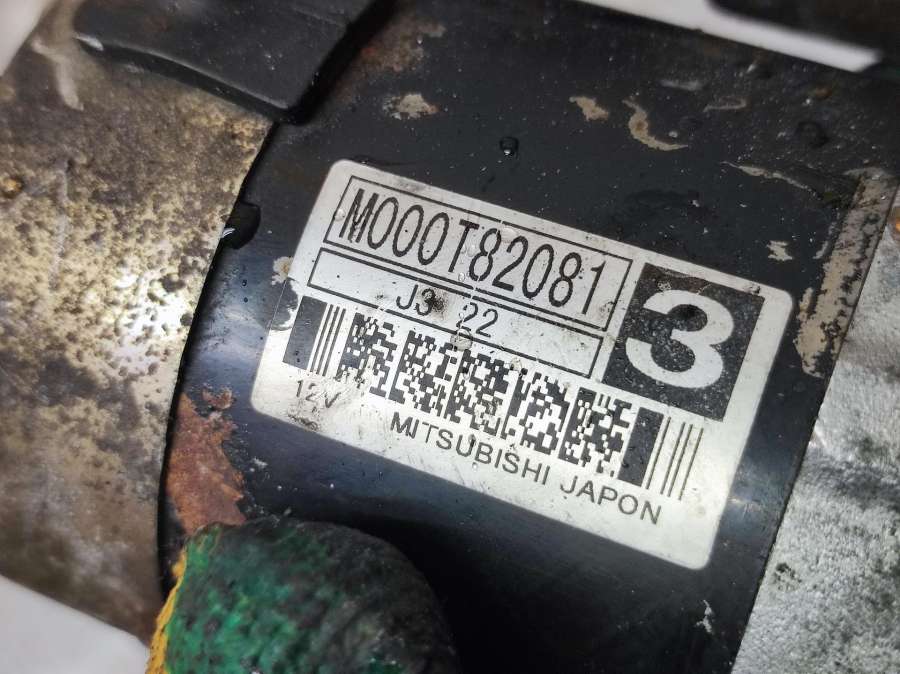 M000T82081
3
J3 22
12V
MITSUBISHI JAPON